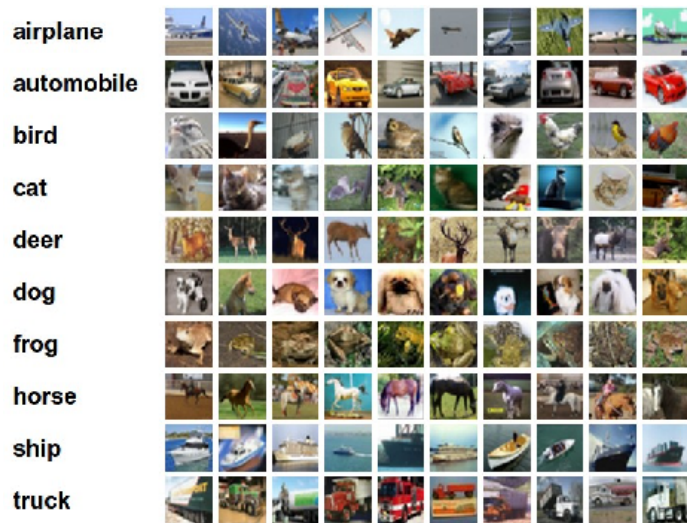 airplane
automobile
bird
cat
deer
dog
frog
horse
ship
truck